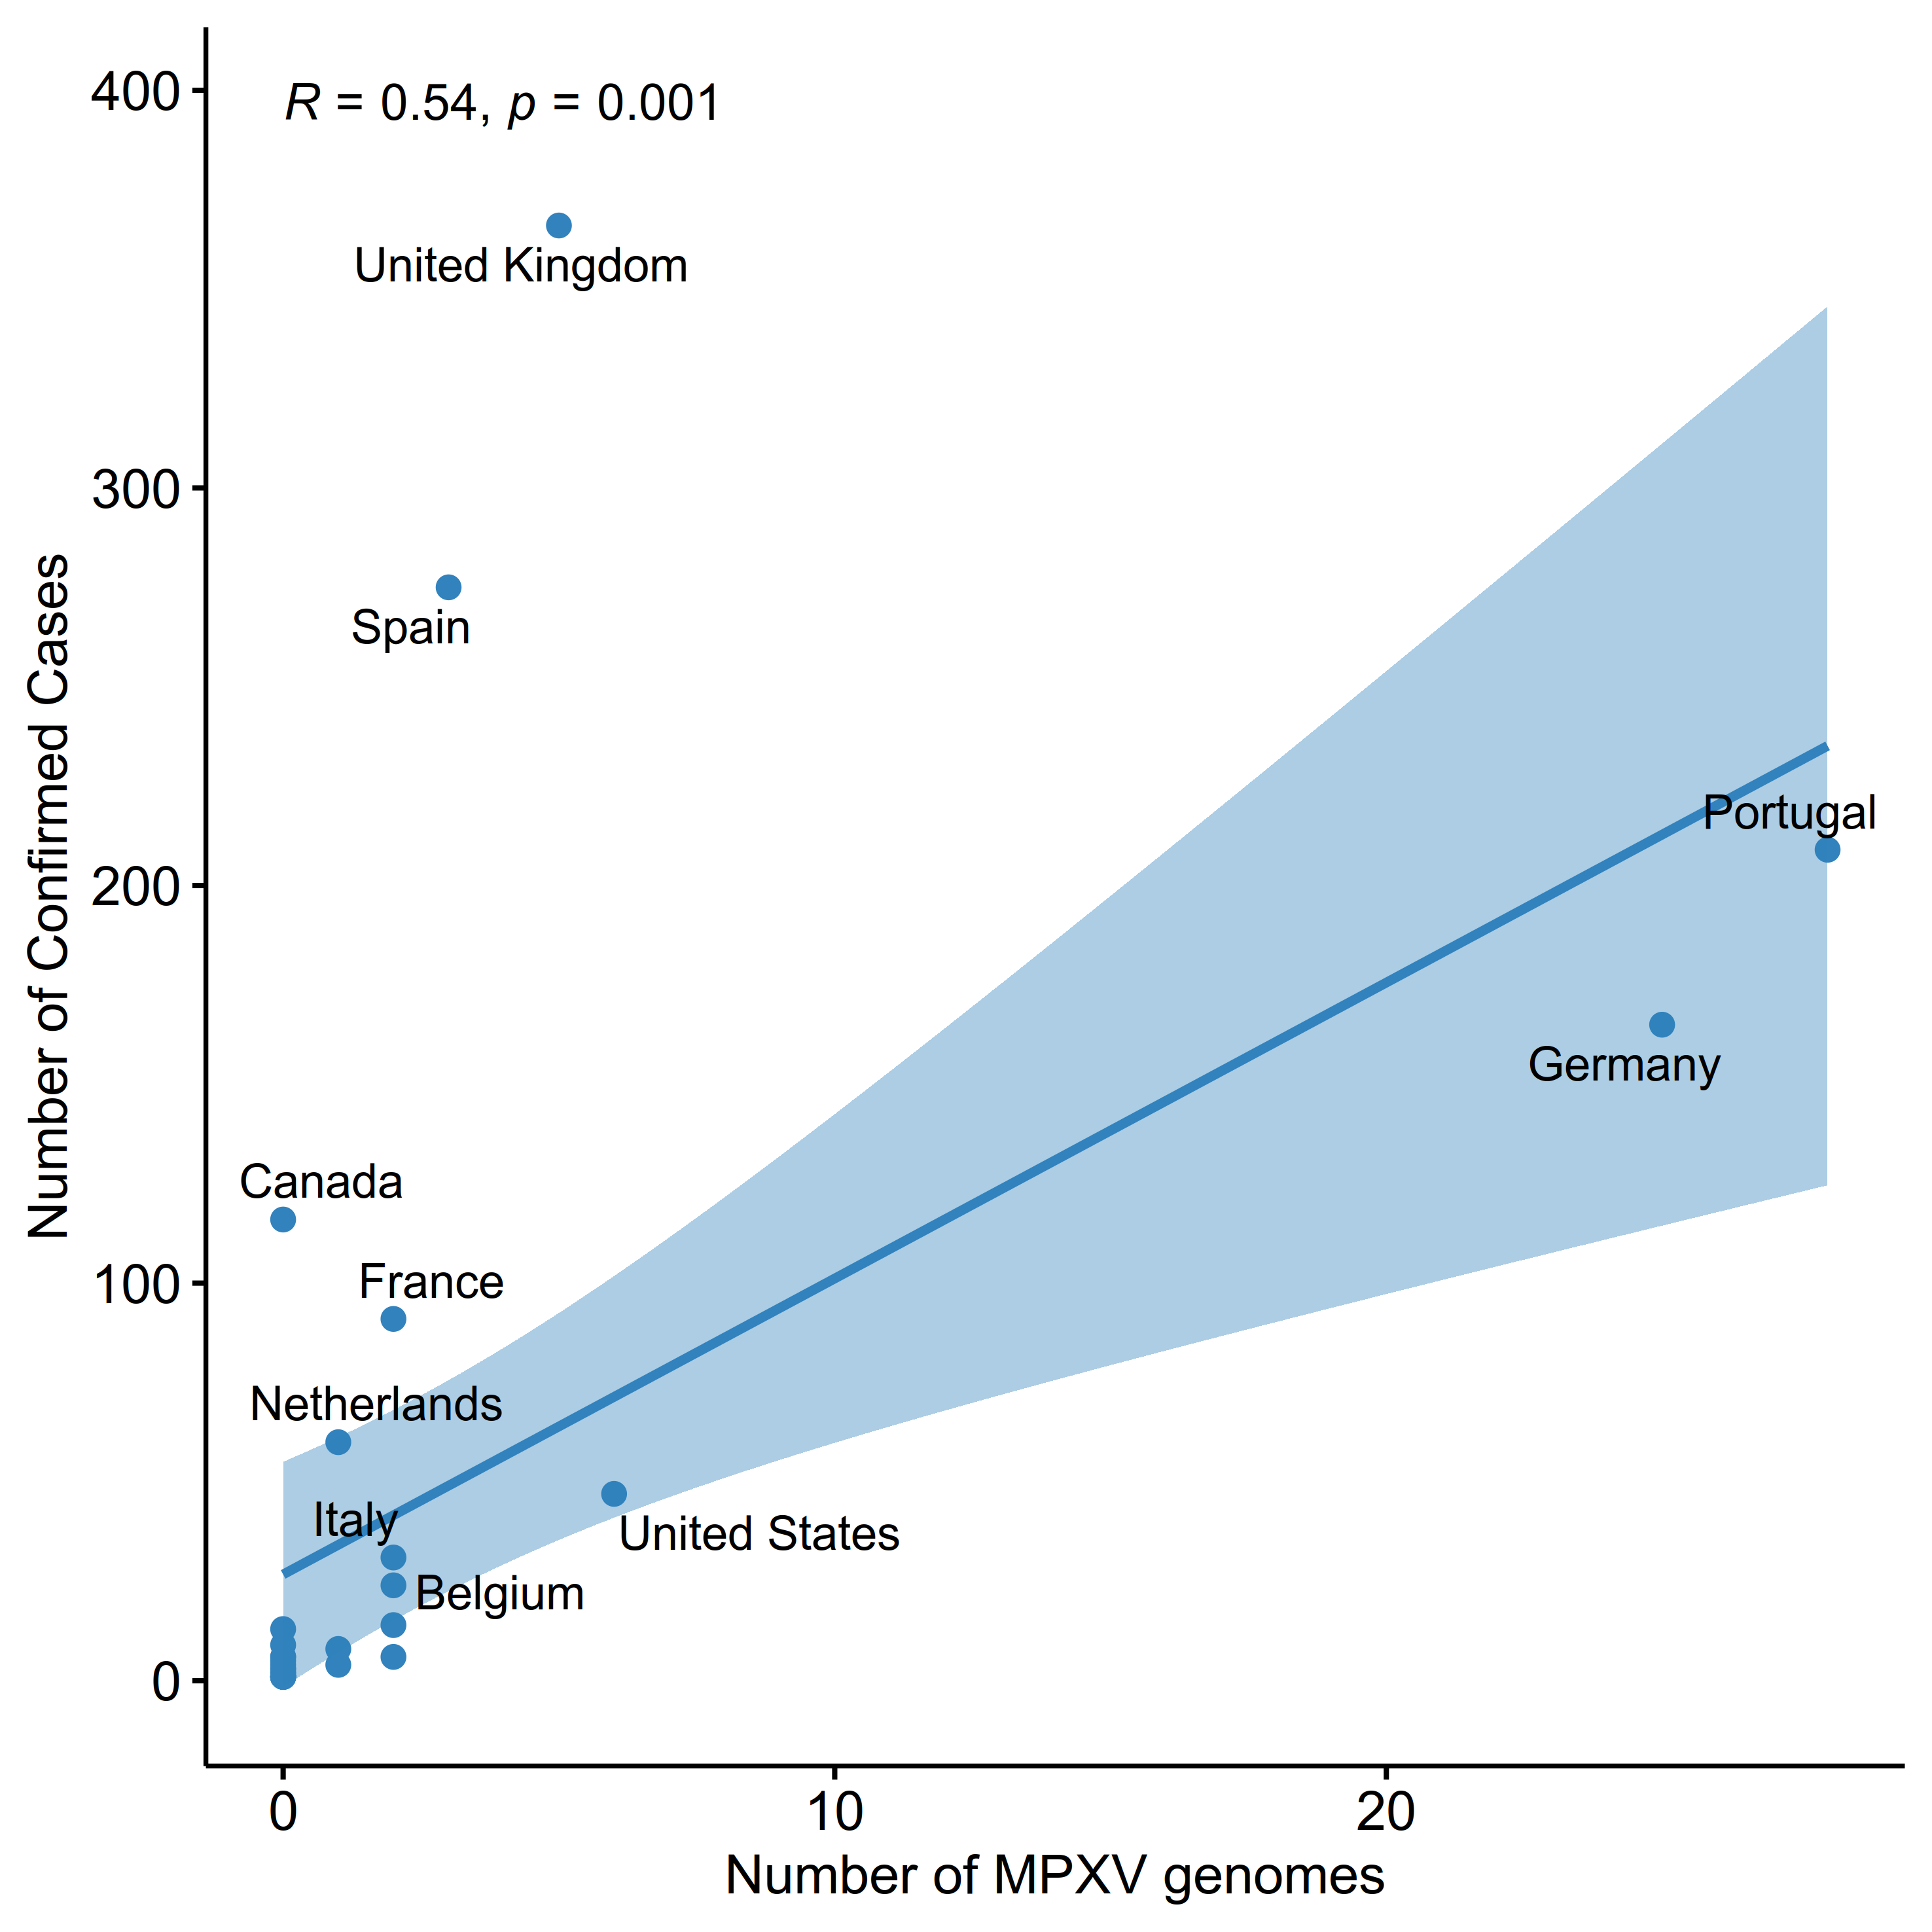 400
R = 0.54, p = 0.001
United Kingdom
300
Spain
Number of Confirmed Cases
Portugal
200
Germany
Canada
France
100
Netherlands
Italy
United States
Belgium
0
0 10 20
Number of MPXV genomes